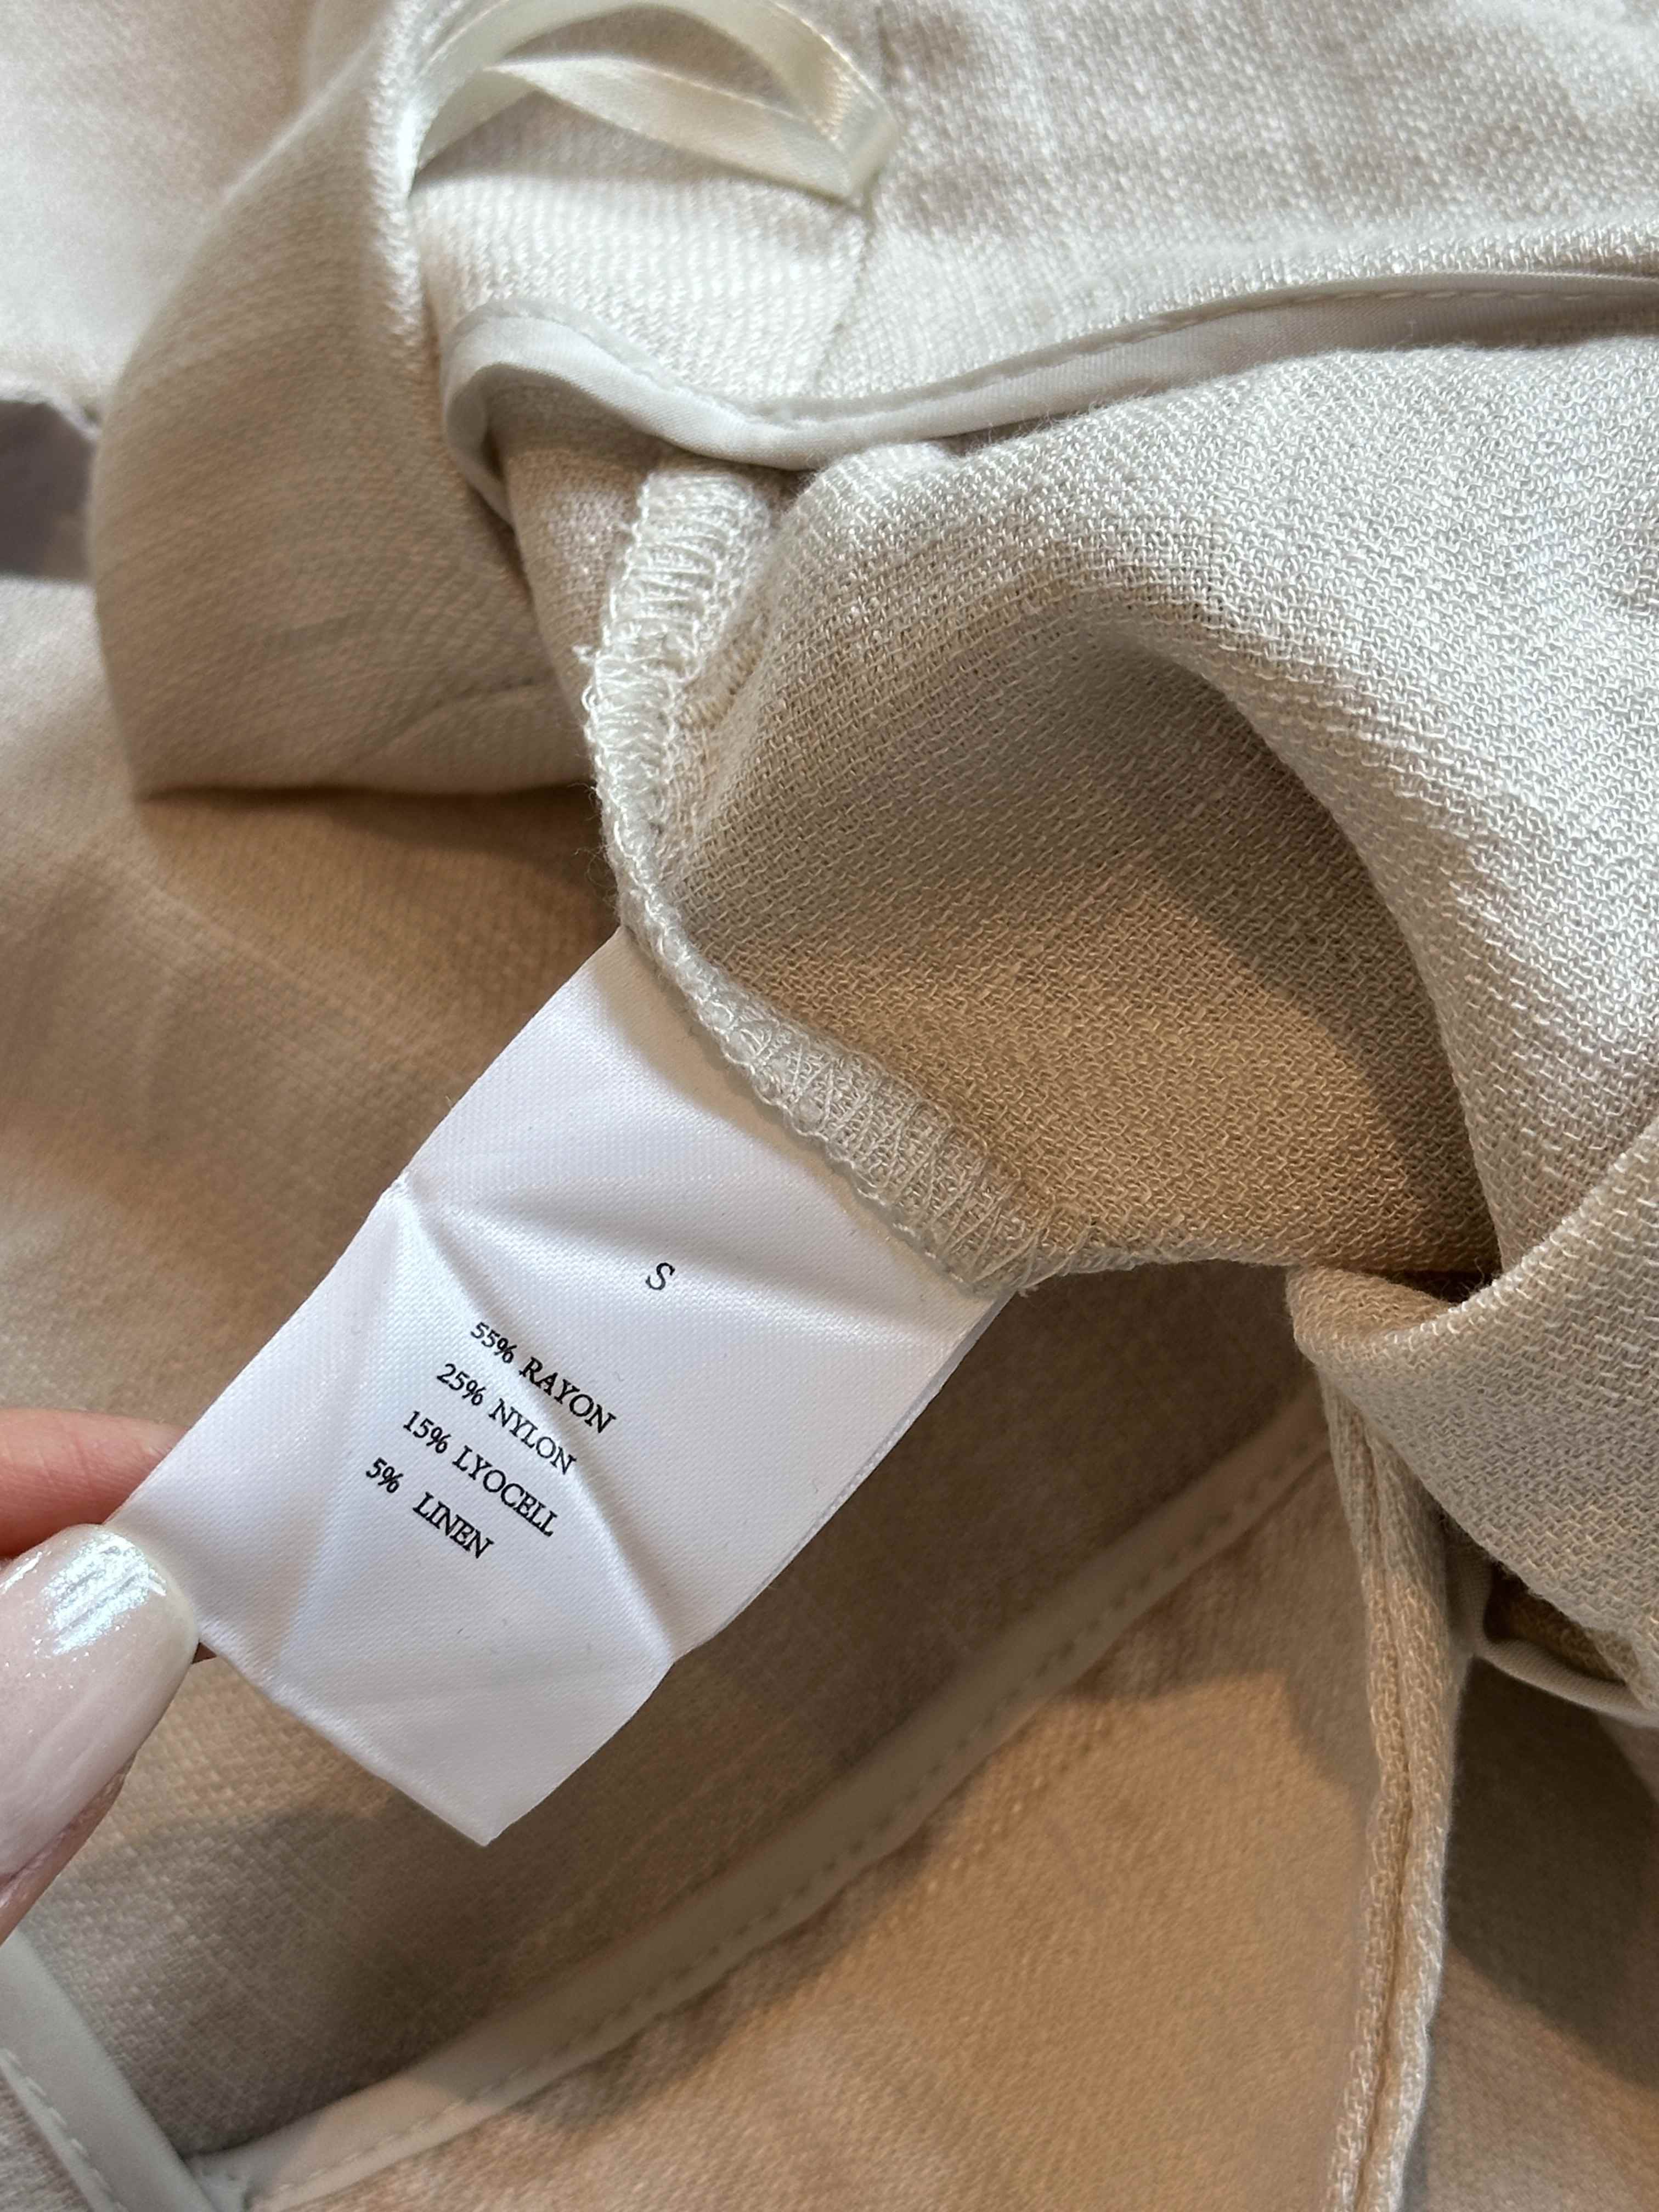 S
55% RAYON
25% NYLON
15% LYOCELL
5% LINEN